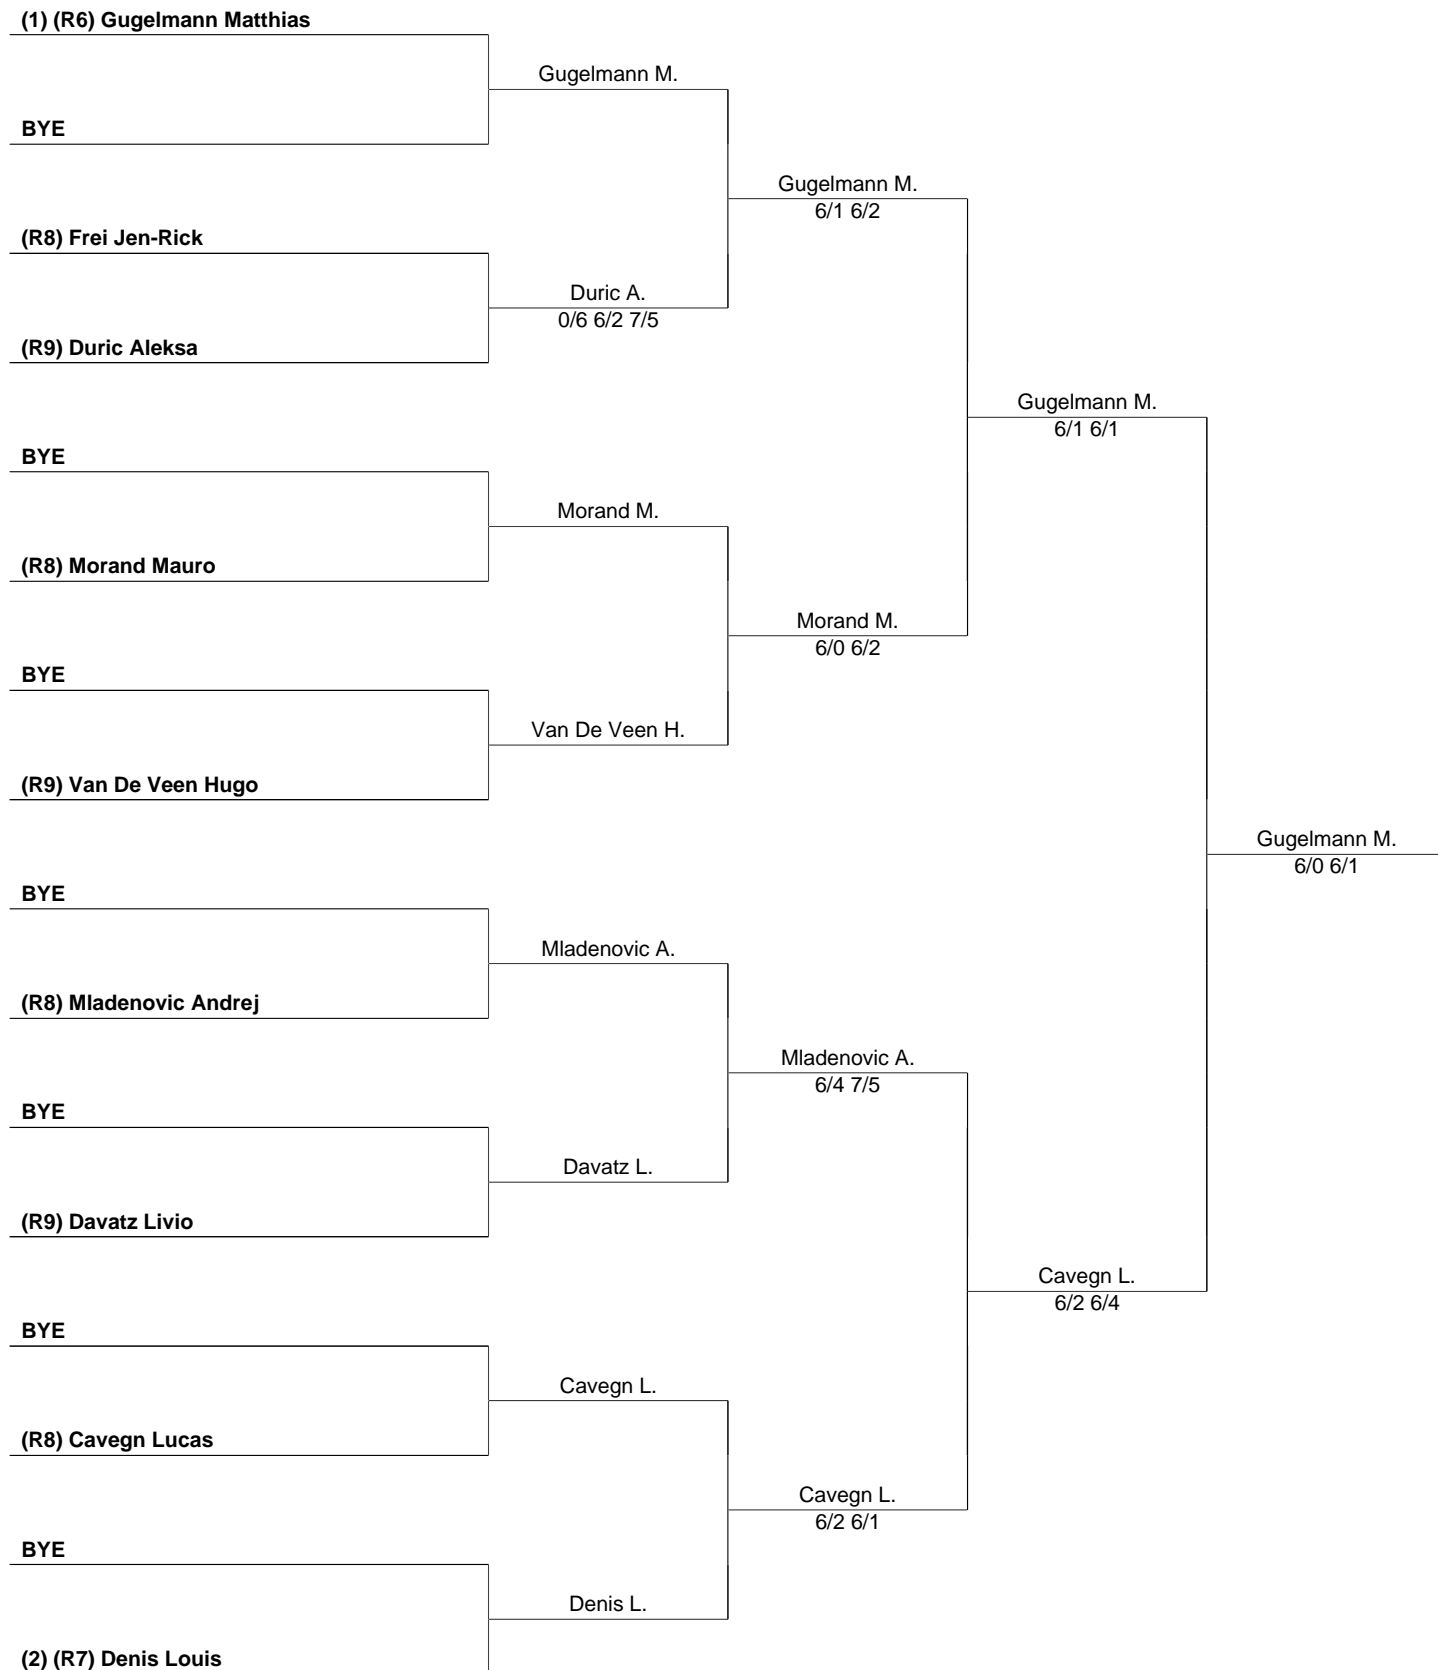 (1) (R6) Gugelmann Matthias
Gugelmann M.
BYE
Gugelmann M.
6/1 6/2
(R8) Frei Jen-Rick
Duric A.
0/6 6/2 7/5
(R9) Duric Aleksa
Gugelmann M.
6/1 6/1
BYE
Morand M.
(R8) Morand Mauro
Morand M.
6/0 6/2
BYE
Van De Veen H.
(R9) Van De Veen Hugo
Gugelmann M.
6/0 6/1
BYE
Mladenovic A.
(R8) Mladenovic Andrej
Mladenovic A.
6/4 7/5
BYE
Davatz L.
(R9) Davatz Livio
Cavegn L.
6/2 6/4
BYE
Cavegn L.
(R8) Cavegn Lucas
Cavegn L.
6/2 6/1
BYE
Denis L.
(2) (R7) Denis Louis